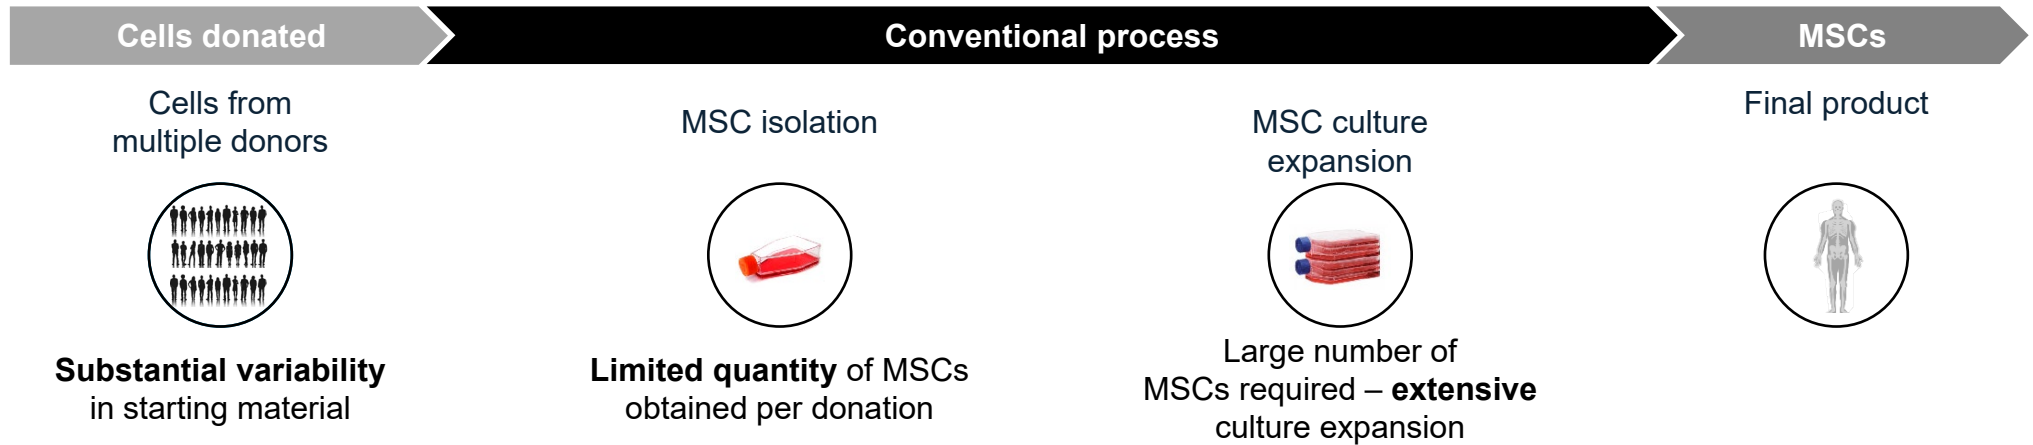 Cells donated
Conventional process
MSCs
Cells from
multiple donors
MSC isolation
MSC culture
expansion
Final product
Substantial variability
in starting material
Limited quantity of MSCs
obtained per donation
Large number of
MSCs required – extensive
culture expansion